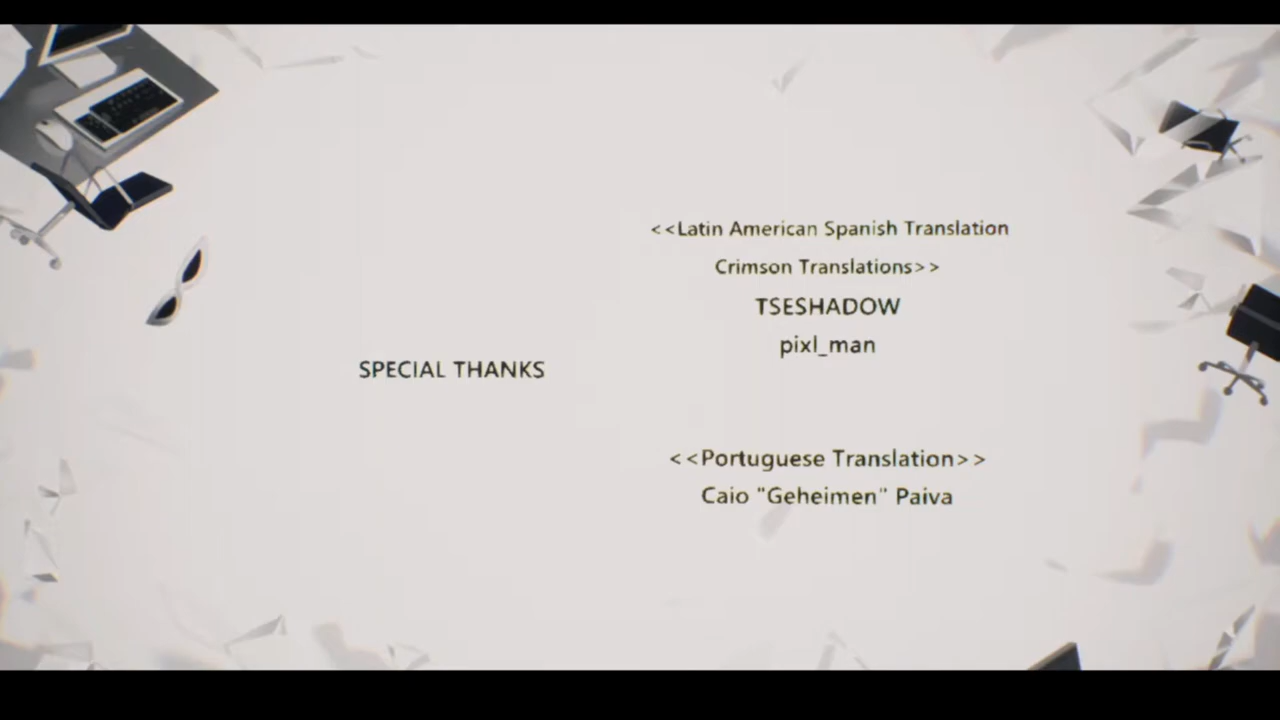 <<Latin American Spanish Translation
Crimson Translations>>
TSESHADOW
pixl_man
SPECIAL THANKS
<<Portuguese Translation>>
Caio "Geheimen" Paiva